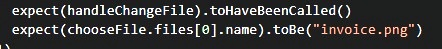 expect(handleChangeFile).toHaveBeenCalled()
expect(chooseFile.files[0].name).toBe("invoice.png")